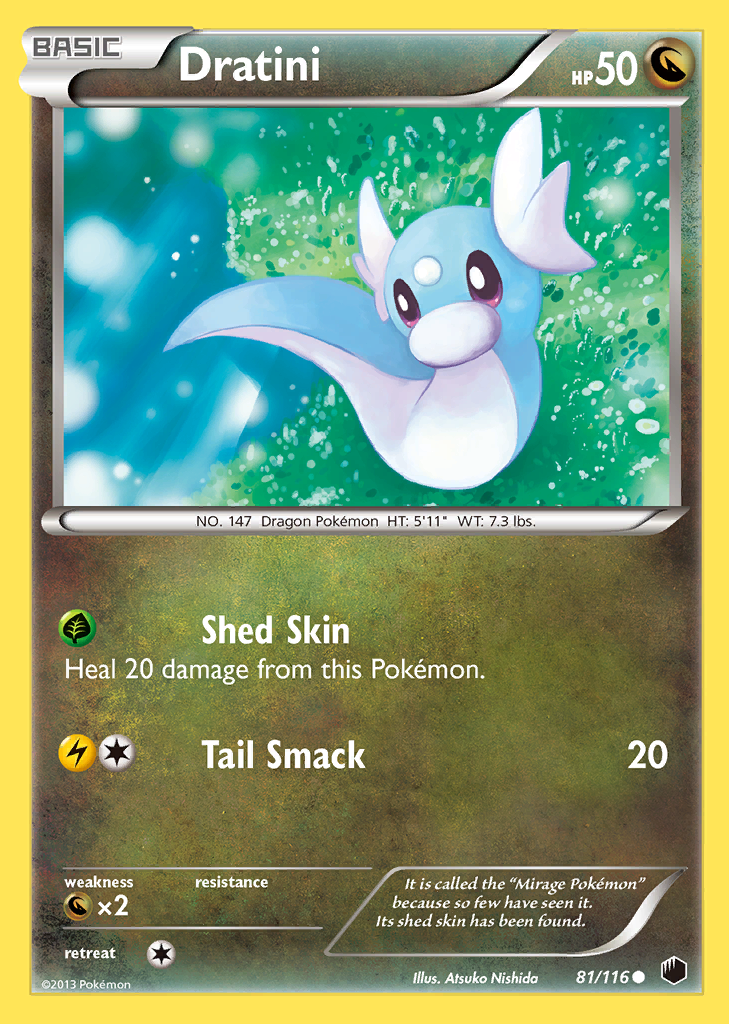 BASIC
Dratini
HP50
NO. 147 Dragon Pokémon HT: 5'11" WT: 7.3 lbs.
Shed Skin
Heal 20 damage from this Pokémon.
Tail Smack 20
weakness resistance
×2
It is called the “Mirage Pokémon”
because so few have seen it.
Its shed skin has been found.
retreat
©2013 Pokémon
Illus. Atsuko Nishida 81/116